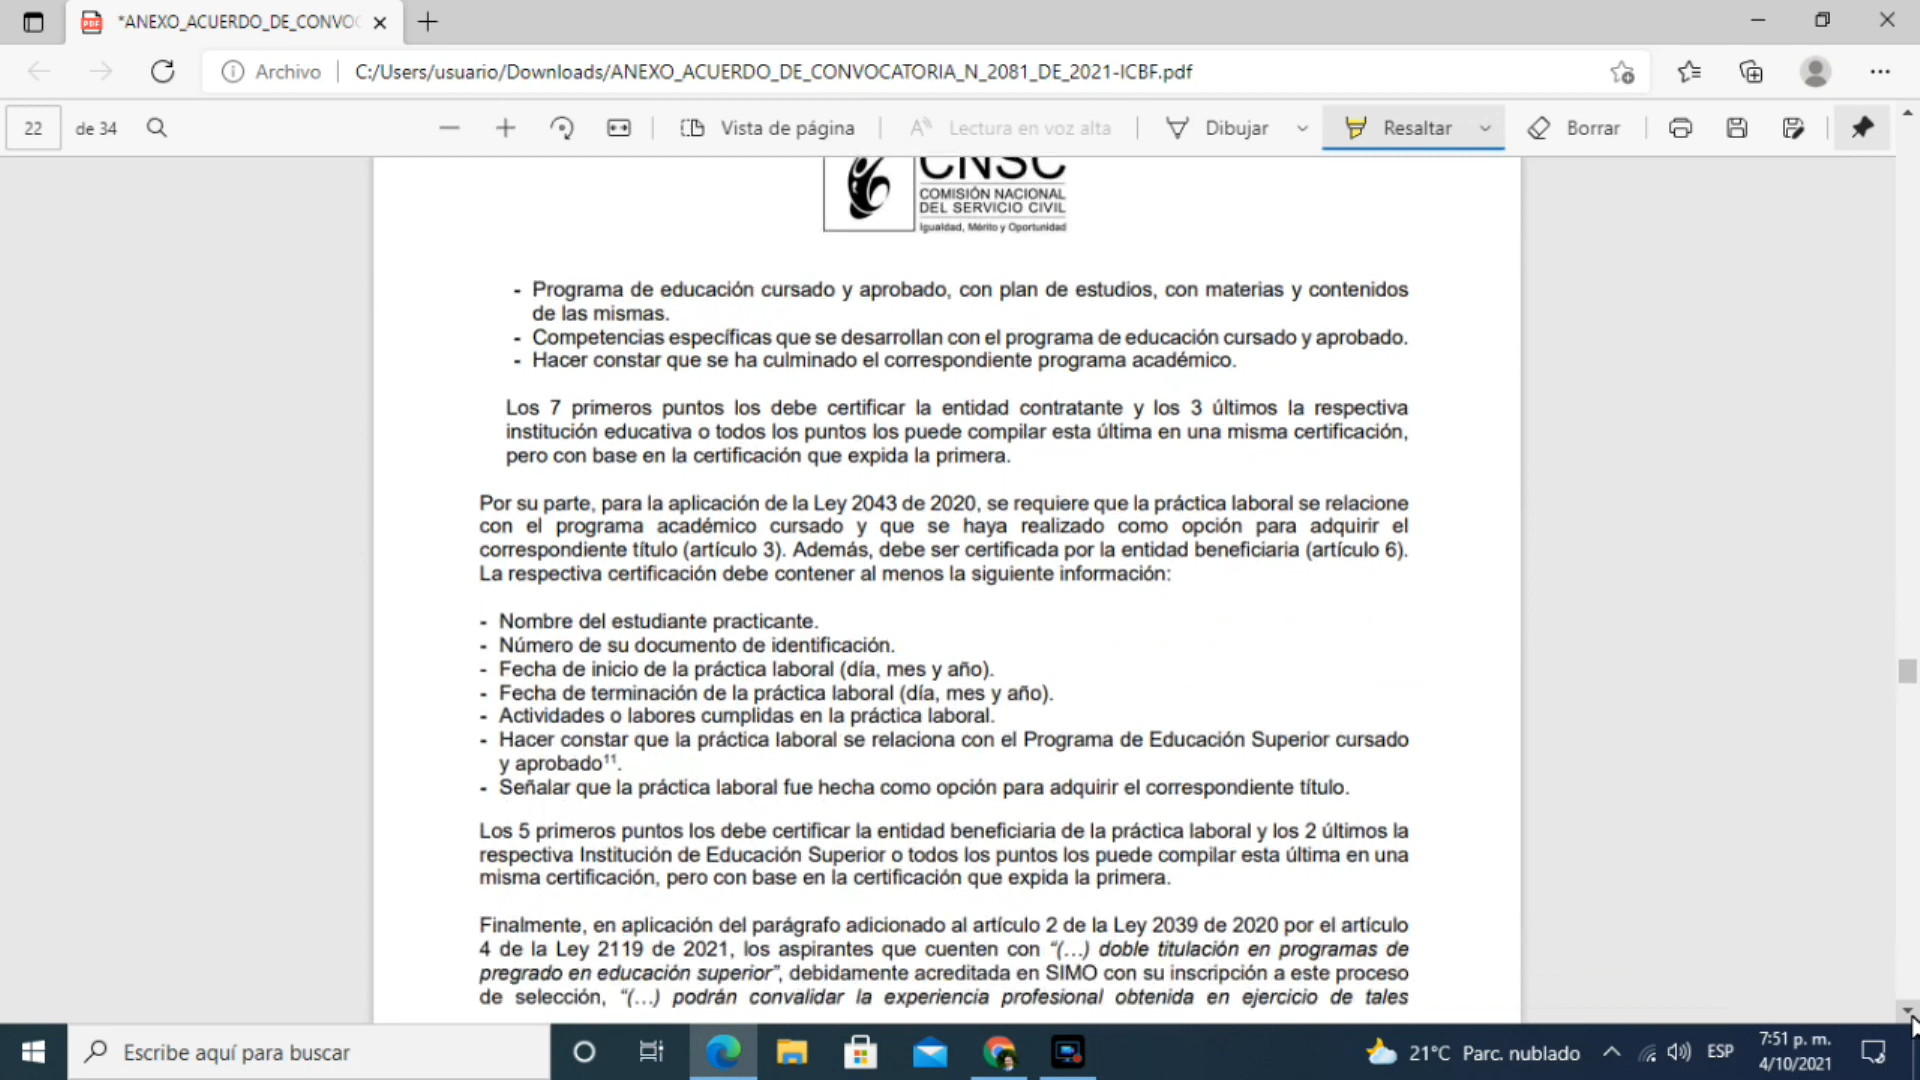 *ANEXO_ACUERDO_DE_CONVOC
Archivo
C:/Users/usuario/Downloads/ANEXO_ACUERDO_DE_CONVOCATORIA_N_2081_DE_2021-ICBF.pdf
22 de 34
Vista de página
Lectura en voz alta
Dibujar
Resaltar
Borrar
CNSC
COMISIÓN NACIONAL
DEL SERVICIO CIVIL
Igualdad, Mérito y Oportunidad
- Programa de educación cursado y aprobado, con plan de estudios, con materias y contenidos
de las mismas.
- Competencias específicas que se desarrollan con el programa de educación cursado y aprobado.
- Hacer constar que se ha culminado el correspondiente programa académico.
Los 7 primeros puntos los debe certificar la entidad contratante y los 3 últimos la respectiva
institución educativa o todos los puntos los puede compilar esta última en una misma certificación,
pero con base en la certificación que expida la primera.
Por su parte, para la aplicación de la Ley 2043 de 2020, se requiere que la práctica laboral se relacione
con el programa académico cursado y que se haya realizado como opción para adquirir el
correspondiente título (artículo 3). Además, debe ser certificada por la entidad beneficiaria (artículo 6).
La respectiva certificación debe contener al menos la siguiente información:
- Nombre del estudiante practicante.
- Número de su documento de identificación.
- Fecha de inicio de la práctica laboral (día, mes y año).
- Fecha de terminación de la práctica laboral (día, mes y año).
- Actividades o labores cumplidas en la práctica laboral.
- Hacer constar que la práctica laboral se relaciona con el Programa de Educación Superior cursado
y aprobado¹¹.
- Señalar que la práctica laboral fue hecha como opción para adquirir el correspondiente título.
Los 5 primeros puntos los debe certificar la entidad beneficiaria de la práctica laboral y los 2 últimos la
respectiva Institución de Educación Superior o todos los puntos los puede compilar esta última en una
misma certificación, pero con base en la certificación que expida la primera.
Finalmente, en aplicación del parágrafo adicionado al artículo 2 de la Ley 2039 de 2020 por el artículo
4 de la Ley 2119 de 2021, los aspirantes que cuenten con “(…) doble titulación en programas de
pregrado en educación superior”, debidamente acreditada en SIMO con su inscripción a este proceso
de selección, “(…) podrán convalidar la experiencia profesional obtenida en ejercicio de tales
Escribe aquí para buscar
21°C Parc. nublado
ESP
7:51 p. m.
4/10/2021